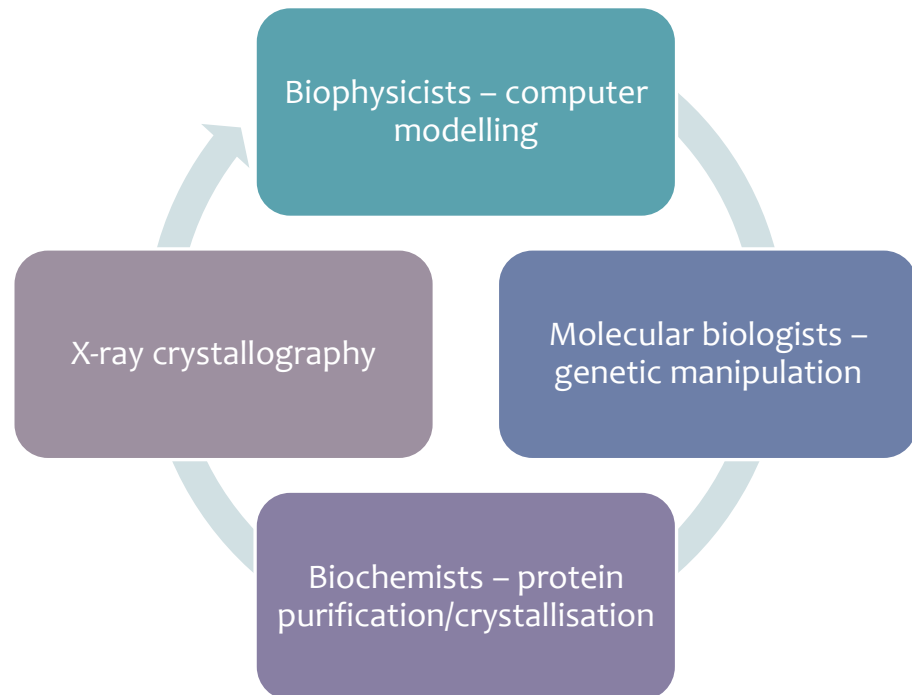 Biophysicists – computer
modelling
X-ray crystallography
Molecular biologists –
genetic manipulation
Biochemists – protein
purification/crystallisation